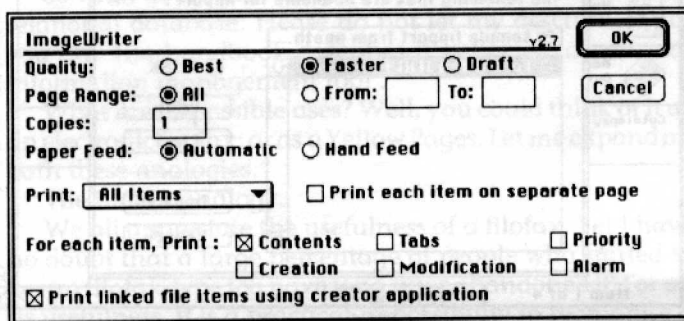 ImageWriter v2.7 OK
Quality: Best Faster Draft
Page Range: All From: To: Cancel
Copies: 1
Paper Feed: Automatic Hand Feed
Print: All Items Print each item on separate page
For each item, Print : Contents Tabs Priority
Creation Modification Alarm
Print linked file items using creator application